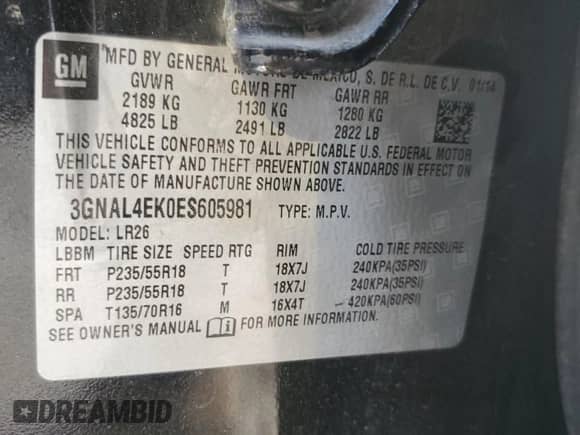 GM
MFD BY GENERAL MOTORS DE MEXICO, S. DE R.L. DE C.V. 01/14
GVWR GAWR FRT GAWR RR
2189 KG 1130 KG 1280 KG
4825 LB 2491 LB 2822 LB
THIS VEHICLE CONFORMS TO ALL APPLICABLE U.S. FEDERAL MOTOR
VEHICLE SAFETY AND THEFT PREVENTION STANDARDS IN EFFECT ON
THE DATE OF MANUFACTURE SHOWN ABOVE.
3GNAL4EK0ES605981 TYPE: M.P.V.
MODEL: LR26
LBBM TIRE SIZE SPEED RTG RIM COLD TIRE PRESSURE
FRT P235/55R18 T 18X7J 240KPA(35PSI)
RR P235/55R18 T 18X7J 240KPA(35PSI)
SPA T135/70R16 M 16X4T 420KPA(60PSI)
SEE OWNER'S MANUAL i FOR MORE INFORMATION.
DREAMBID